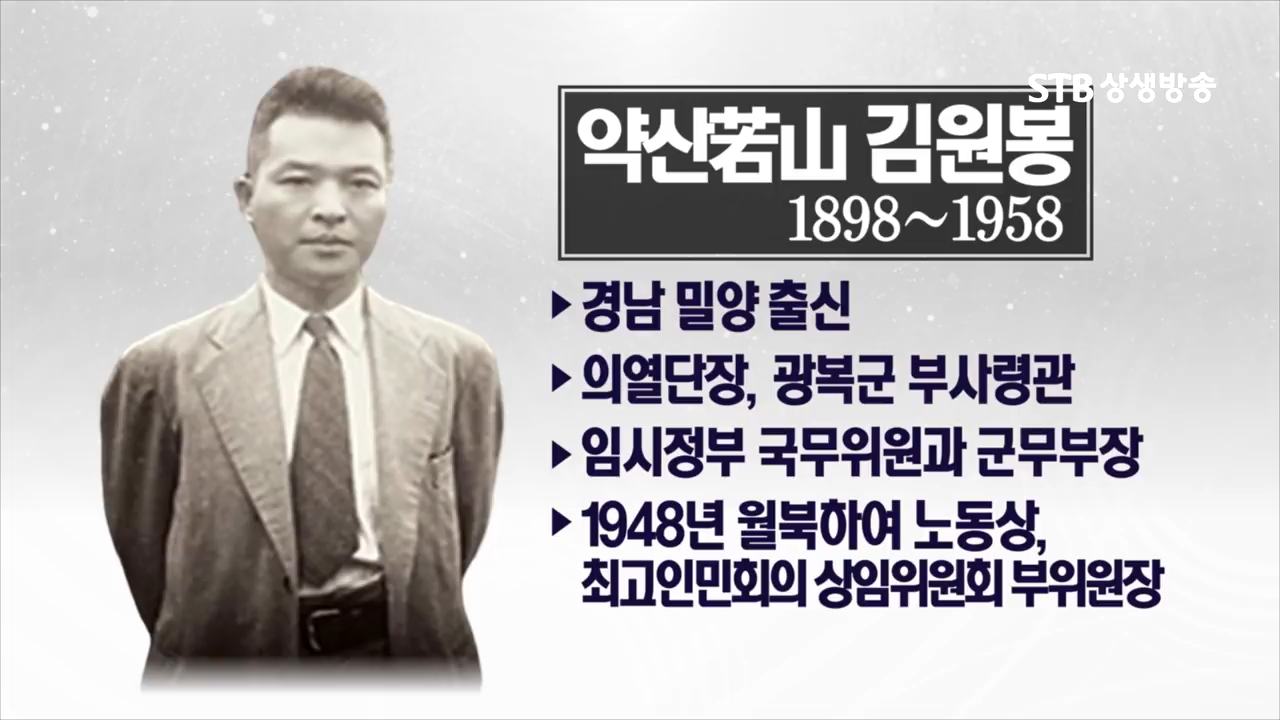 STB 상생방송
약산若山 김원봉
1898~1958
▶ 경남 밀양 출신
▶ 의열단장, 광복군 부사령관
▶ 임시정부 국무위원과 군무부장
▶ 1948년 월북하여 노동상,
최고인민회의 상임위원회 부위원장